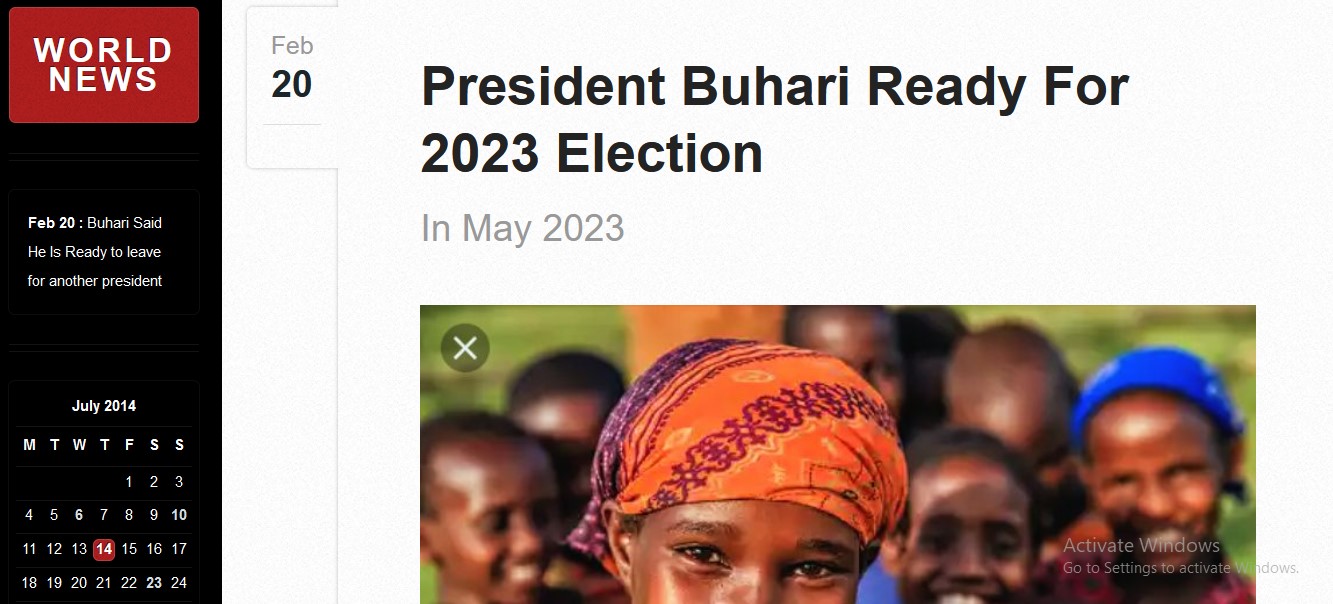 WORLD
NEWS
Feb 20 : Buhari Said
He Is Ready to leave
for another president
July 2014
M T W T F S S
1 2 3
4 5 6 7 8 9 10
11 12 13 14 15 16 17
18 19 20 21 22 23 24
Feb
20
President Buhari Ready For
2023 Election
In May 2023
Activate Windows
Go to Settings to activate Windows.